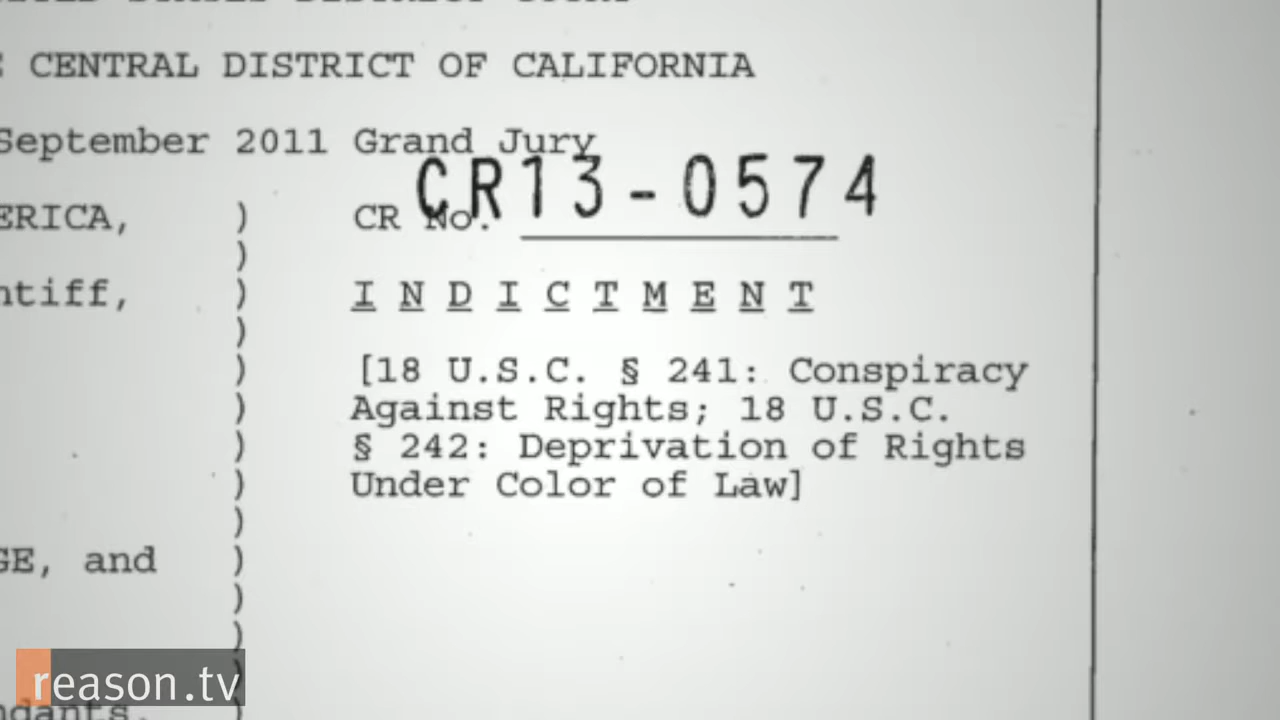 CENTRAL DISTRICT OF CALIFORNIA
September 2011 Grand Jury
CR13-0574
ERICA, ) CR No.
)
ntiff, ) I N D I C T M E N T
)
) [18 U.S.C. § 241: Conspiracy
) Against Rights; 18 U.S.C.
) § 242: Deprivation of Rights
) Under Color of Law]
)
GE, and )
)
)
reason.tv
ndants. )